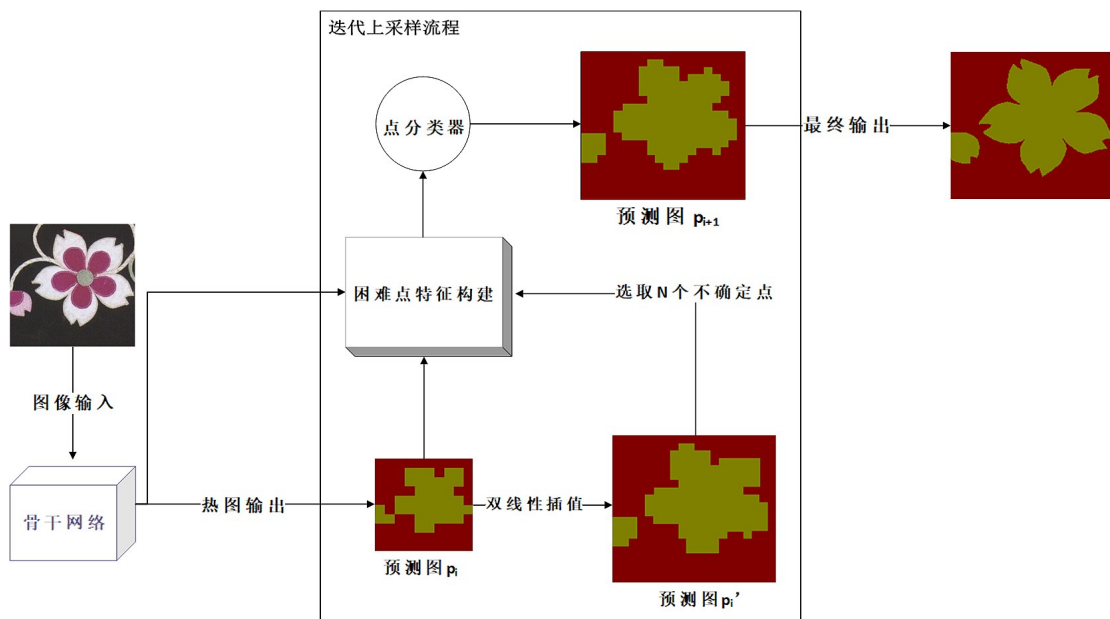 迭代上采样流程
点分类器
最终输出
预测图 pi+1
困难点特征构建
选取N个不确定点
图像输入
骨干网络
热图输出
双线性插值
预测图pi
预测图pi’